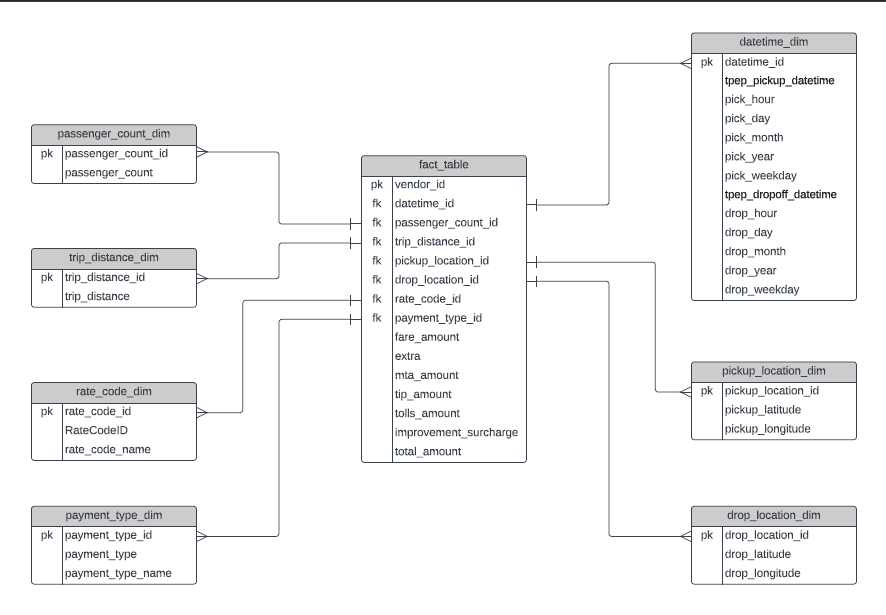 passenger_count_dim
pk passenger_count_id
passenger_count
trip_distance_dim
pk trip_distance_id
trip_distance
rate_code_dim
pk rate_code_id
RateCodeID
rate_code_name
payment_type_dim
pk payment_type_id
payment_type
payment_type_name
fact_table
pk vendor_id
fk datetime_id
fk passenger_count_id
fk trip_distance_id
fk pickup_location_id
fk drop_location_id
fk rate_code_id
fk payment_type_id
fare_amount
extra
mta_amount
tip_amount
tolls_amount
improvement_surcharge
total_amount
datetime_dim
pk datetime_id
tpep_pickup_datetime
pick_hour
pick_day
pick_month
pick_year
pick_weekday
tpep_dropoff_datetime
drop_hour
drop_day
drop_month
drop_year
drop_weekday
pickup_location_dim
pk pickup_location_id
pickup_latitude
pickup_longitude
drop_location_dim
pk drop_location_id
drop_latitude
drop_longitude